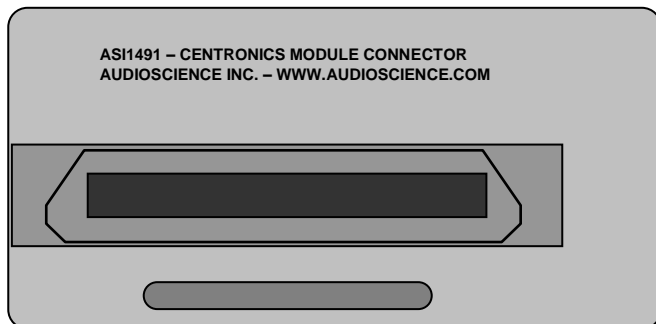 ASI1491 – CENTRONICS MODULE CONNECTOR
AUDIOSCIENCE INC. – WWW.AUDIOSCIENCE.COM